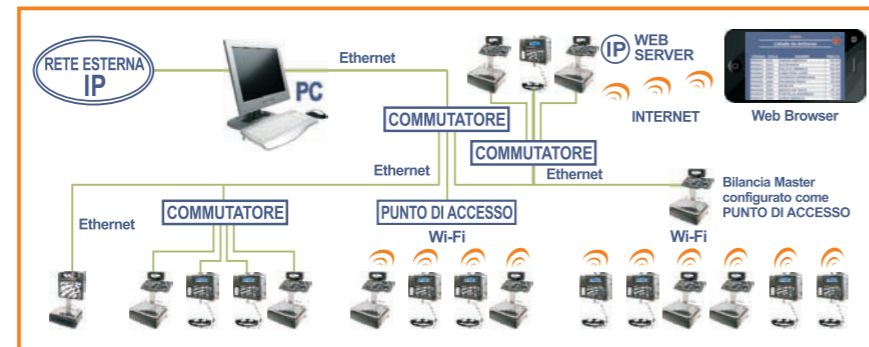 RETE ESTERNA
IP
PC
Ethernet
IP
WEB
SERVER
INTERNET
Web Browser
COMMUTATORE
COMMUTATORE
Ethernet
Ethernet
Ethernet
COMMUTATORE
PUNTO DI ACCESSO
Wi-Fi
Bilancia Master
configurato come
PUNTO DI ACCESSO
Wi-Fi